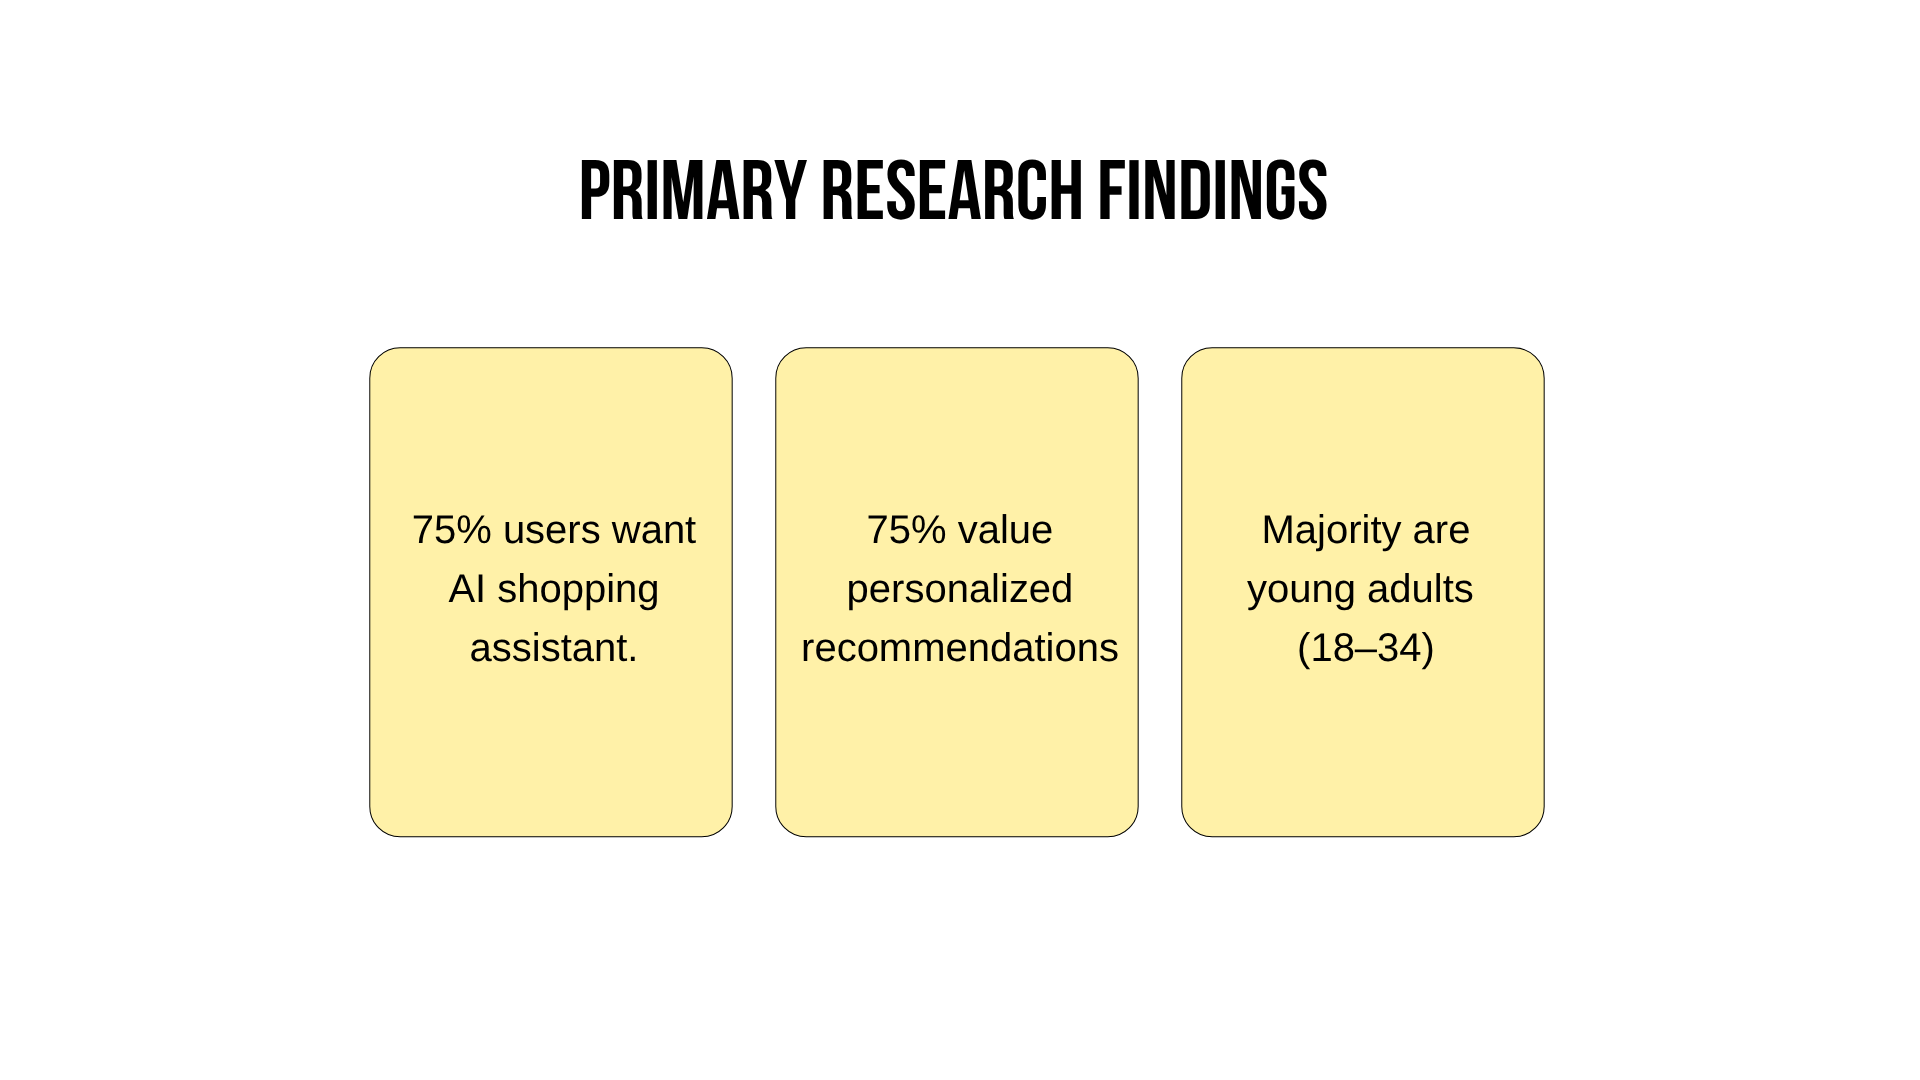 PRIMARY RESEARCH FINDINGS
75% users want
AI shopping
assistant.
75% value
personalized
recommendations
Majority are
young adults
(18–34)